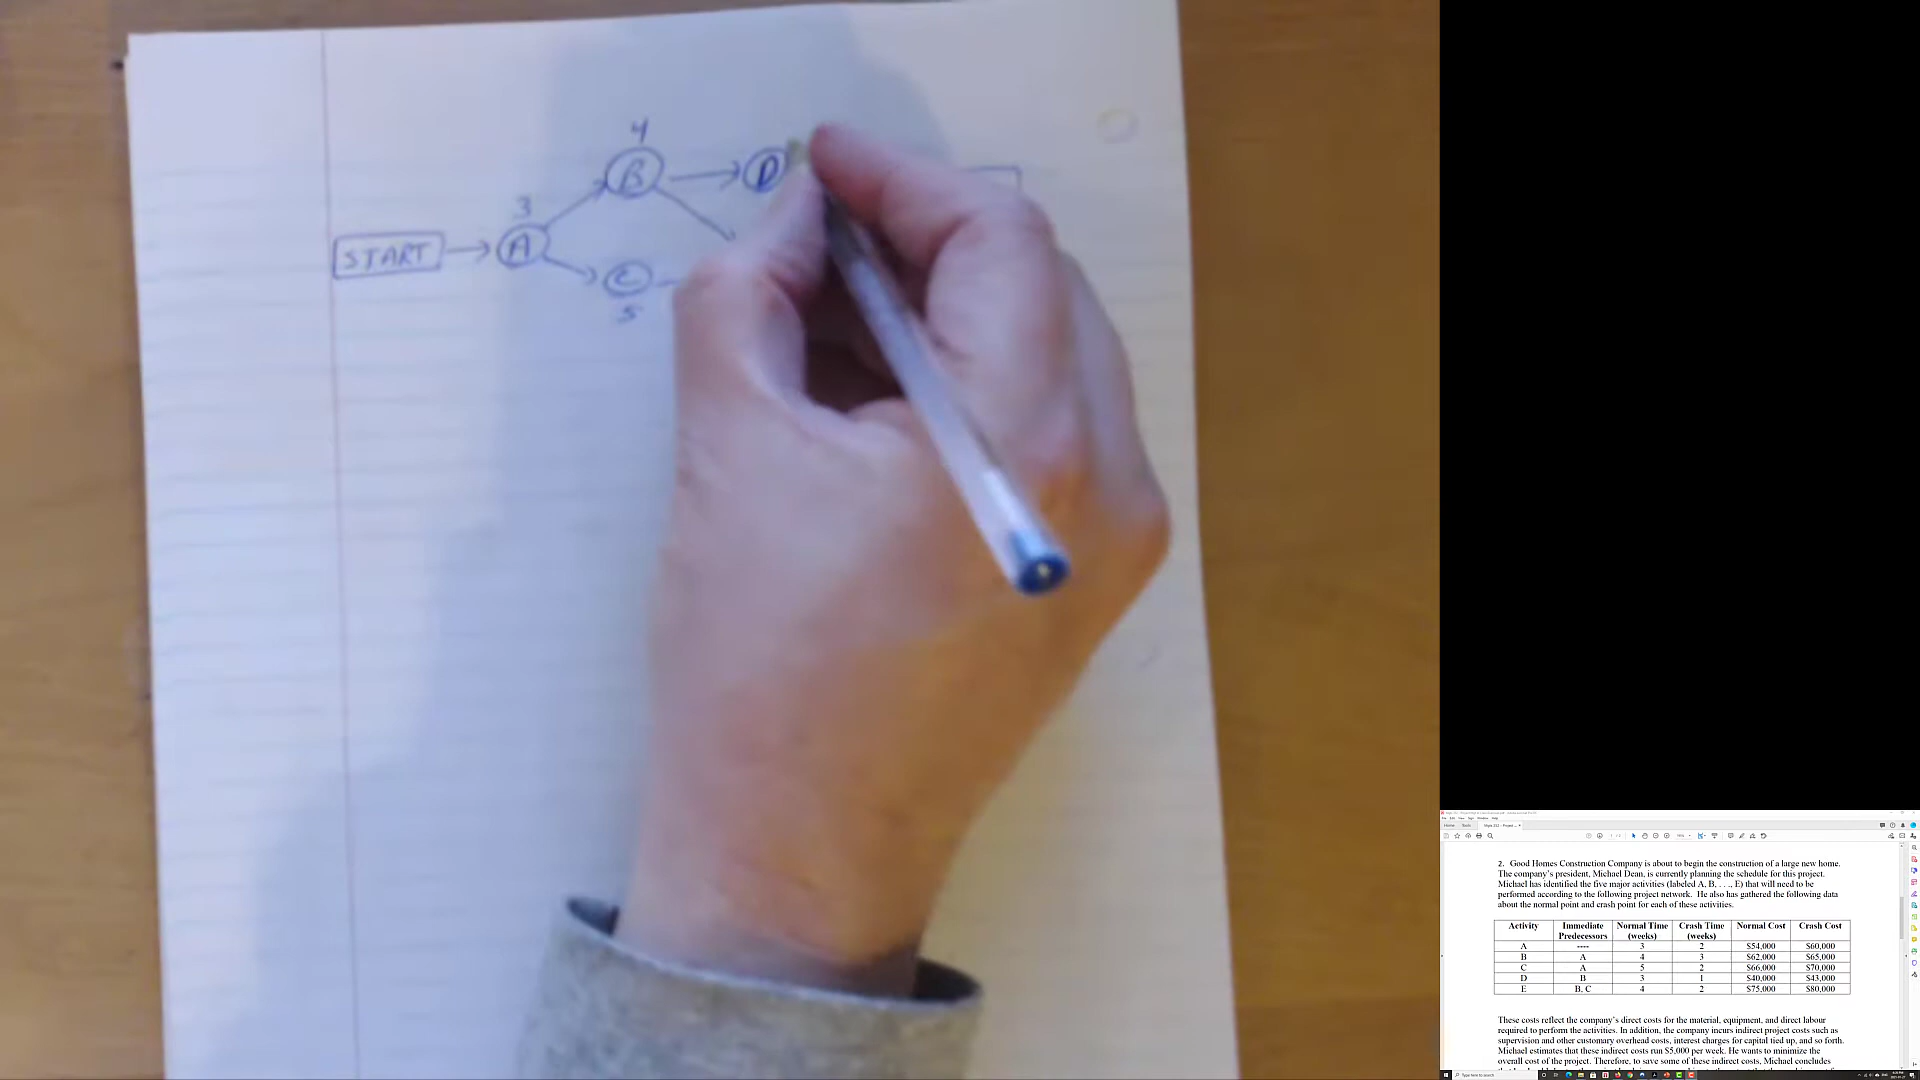 4
B
D
3
START
A
C
5
2. Good Homes Construction Company is about to begin the construction of a large new home.
The company's president, Michael Dean, is currently planning the schedule for this project.
Michael has identified the five major activities (labeled A, B, . . ., E) that will need to be
performed according to the following project network. He also has gathered the following data
about the normal point and crash point for each of these activities.
Activity Immediate Predecessors Normal Time (weeks) Crash Time (weeks) Normal Cost Crash Cost
A ---- 3 2 $54,000 $60,000
B A 4 3 $62,000 $65,000
C A 5 2 $66,000 $70,000
D B 3 1 $40,000 $43,000
E B, C 4 2 $75,000 $80,000
These costs reflect the company's direct costs for the material, equipment, and direct labour
required to perform the activities. In addition, the company incurs indirect project costs such as
supervision and other customary overhead costs, interest charges for capital tied up, and so forth.
Michael estimates that these indirect costs run $5,000 per week. He wants to minimize the
overall cost of the project. Therefore, to save some of these indirect costs, Michael concludes